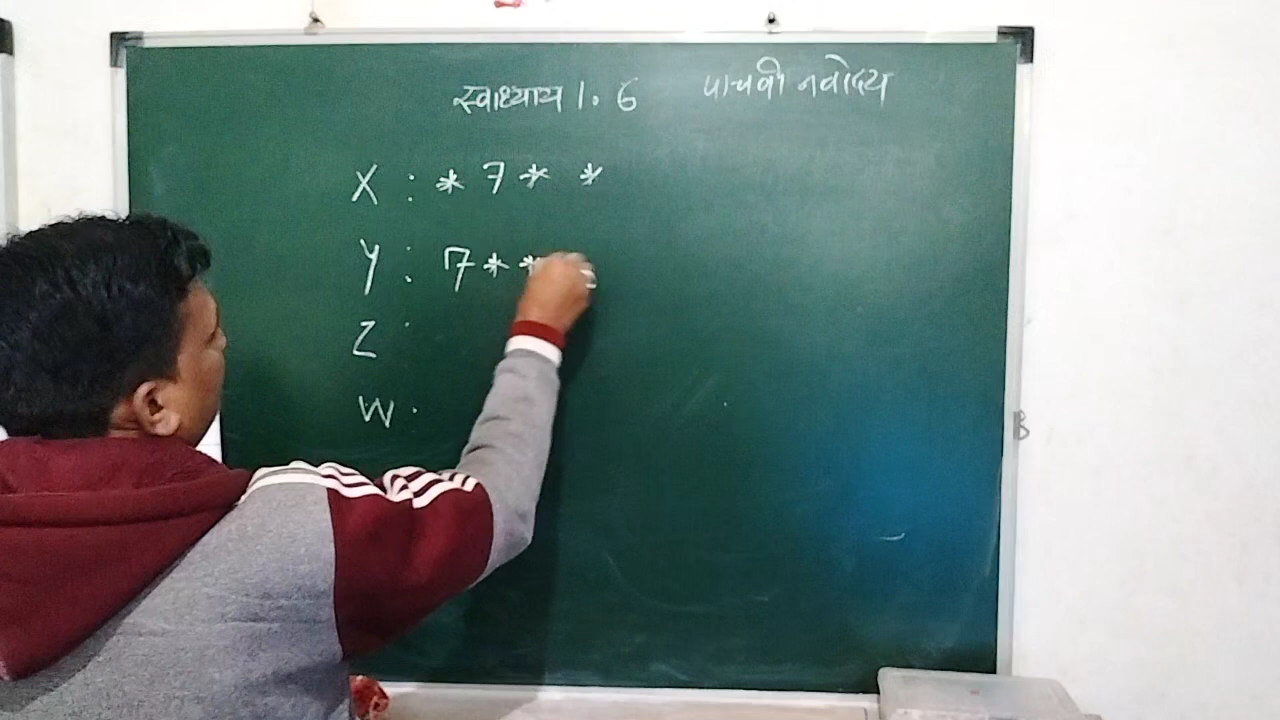 स्वाध्याय 1.6 पाचवी नवोदय
X : * 7 * *
Y : 7 * *
Z :
W .